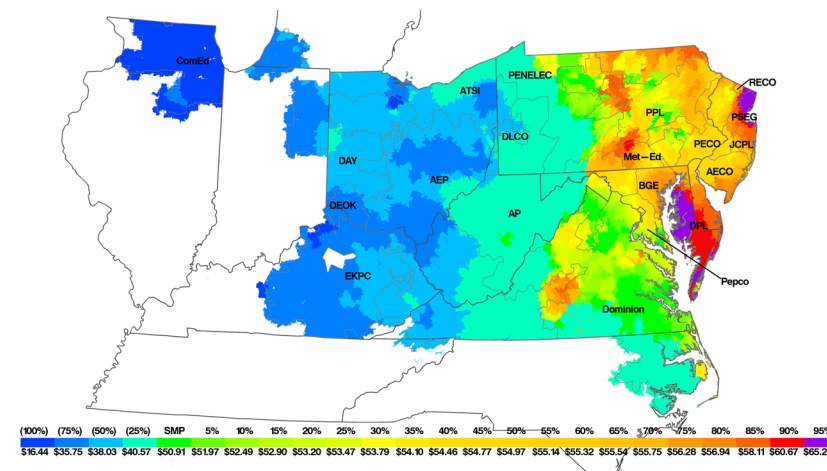 ComEd
ATSI
PENELEC
RECO
PPL
PSEG
DLCO
PECO
JCPL
DAY
Met-Ed
AEP
AECO
BGE
DEOK
AP
DPL
EKPC
Pepco
Dominion
(100%) (75%) (50%) (25%) SMP 5% 10% 15% 20% 25% 30% 35% 40% 45% 50% 55% 60% 65% 70% 75% 80% 85% 90% 95%
$16.44 $35.75 $38.03 $40.57 $50.91 $51.97 $52.49 $52.90 $53.20 $53.47 $53.79 $54.10 $54.46 $54.77 $54.97 $55.14 $55.32 $55.54 $55.75 $56.28 $56.94 $58.11 $60.67 $65.2